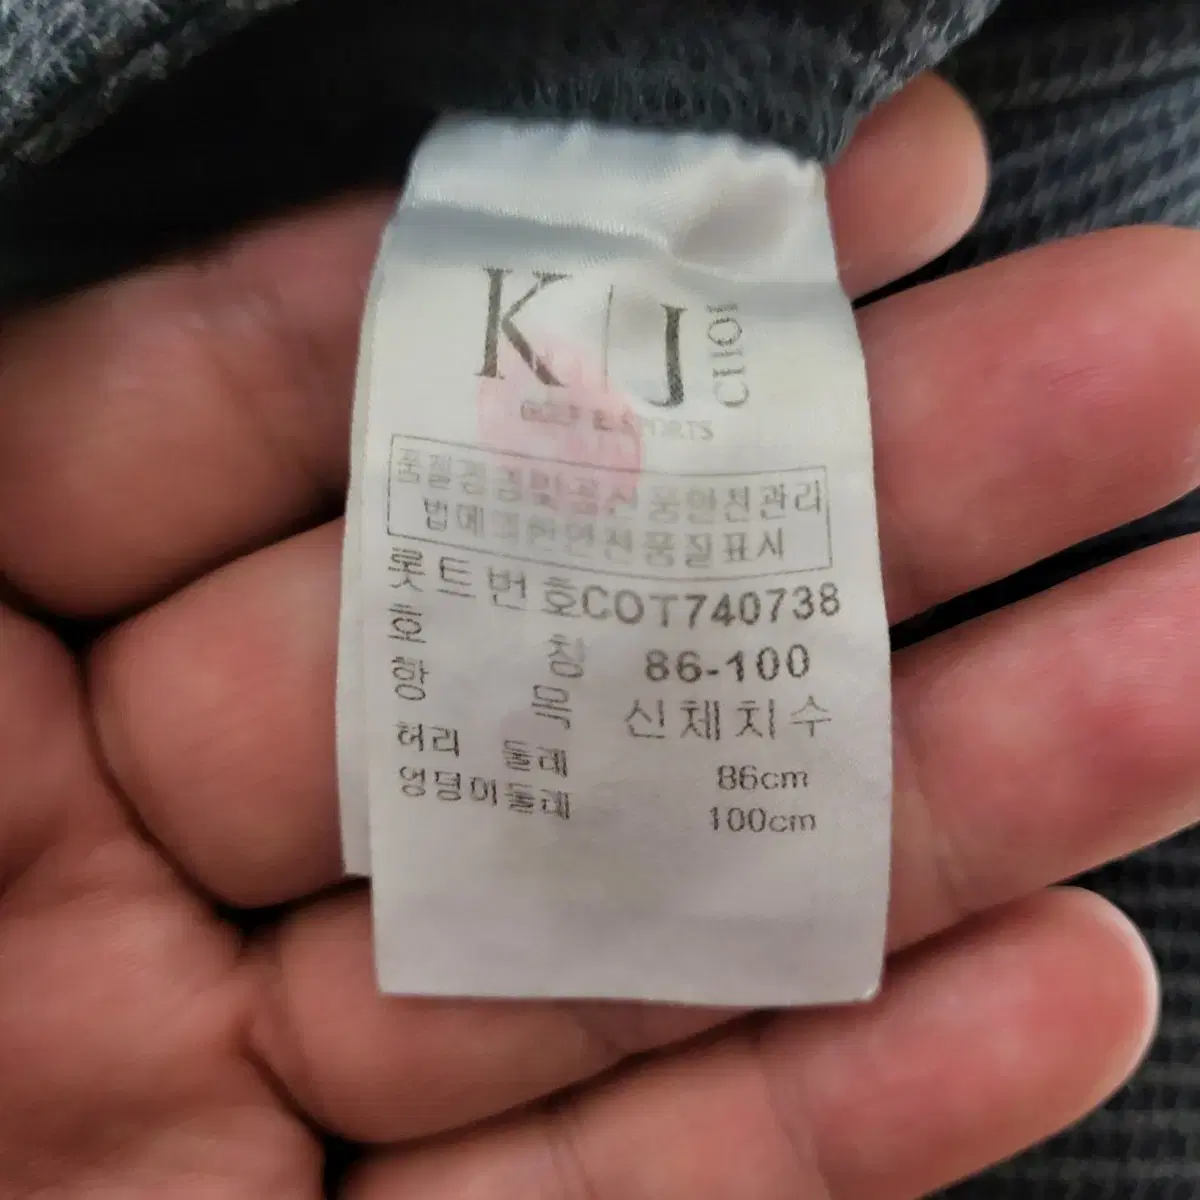 K J CHOI
GOLF & SPORTS
품질경영및공산품안전관리
법에의한안전품질표시
롯트번호COT740738
호칭 86-100
항목 신체치수
허리둘레 86cm
엉덩이둘레 100cm